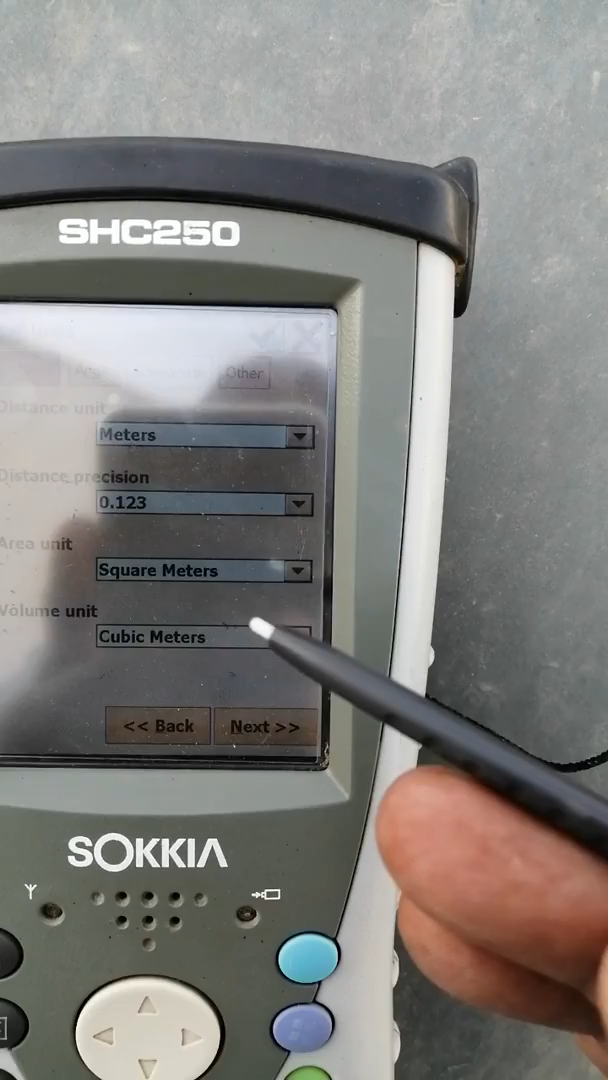 SHC250
Other
Distance unit
Meters
Distance precision
0.123
Area unit
Square Meters
Volume unit
Cubic Meters
<< Back Next >>
SOKKIA